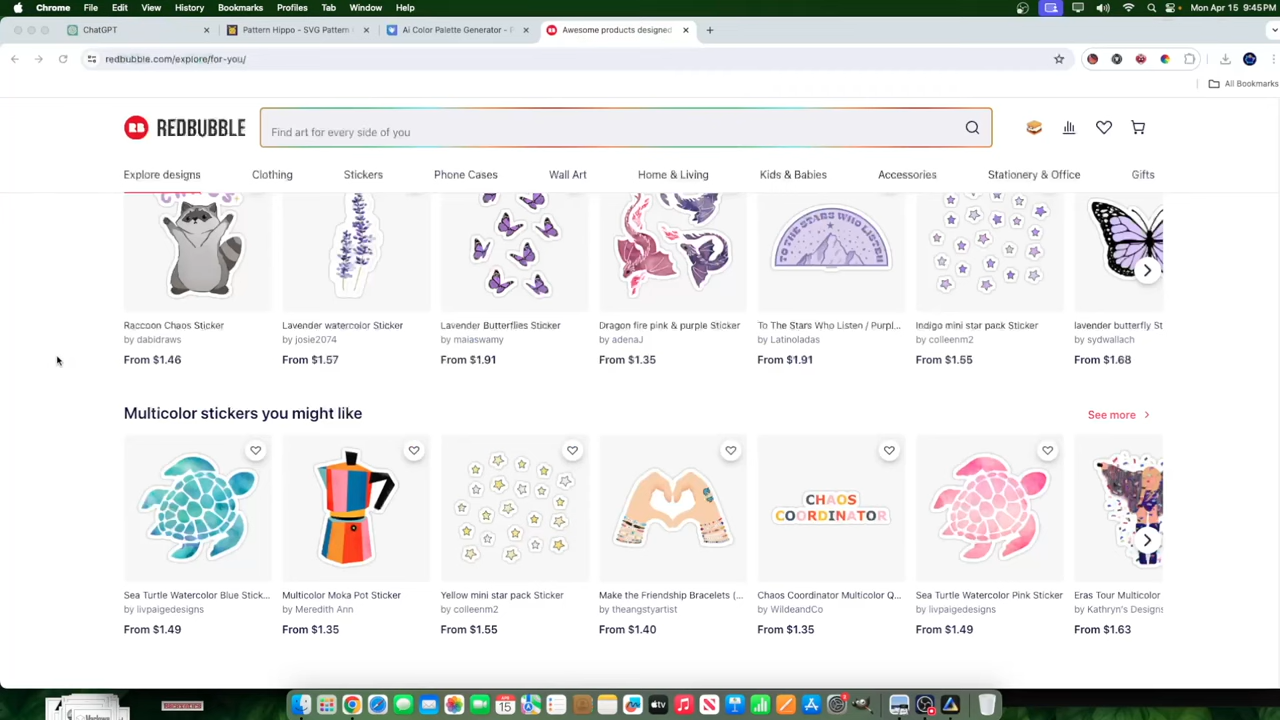 Chrome File Edit View History Bookmarks Profiles Tab Window Help Mon Apr 15 9:45PM
ChatGPT Pattern Hippo - SVG Pattern Ai Color Palette Generator - F Awesome products designed
redbubble.com/explore/for-you/
All Bookmarks
RB REDBUBBLE Find art for every side of you
Explore designs Clothing Stickers Phone Cases Wall Art Home & Living Kids & Babies Accessories Stationery & Office Gifts
CHAOS
TO THE STARS WHO LISTEN
Raccoon Chaos Sticker Lavender watercolor Sticker Lavender Butterflies Sticker Dragon fire pink & purple Sticker To The Stars Who Listen / Purpl... Indigo mini star pack Sticker lavender butterfly St
by dabidraws by josie2074 by maiaswamy by adenaJ by Latinoladas by colleenm2 by sydwallach
From $1.46 From $1.57 From $1.91 From $1.35 From $1.91 From $1.55 From $1.68
Multicolor stickers you might like See more
CHAOS
COORDINATOR
Sea Turtle Watercolor Blue Stick... Multicolor Moka Pot Sticker Yellow mini star pack Sticker Make the Friendship Bracelets (... Chaos Coordinator Multicolor Q... Sea Turtle Watercolor Pink Sticker Eras Tour Multicolor
by livpaigedesigns by Meredith Ann by colleenm2 by theangstyartist by WildeandCo by livpaigedesigns by Kathryn's Designs
From $1.49 From $1.35 From $1.55 From $1.40 From $1.35 From $1.49 From $1.63